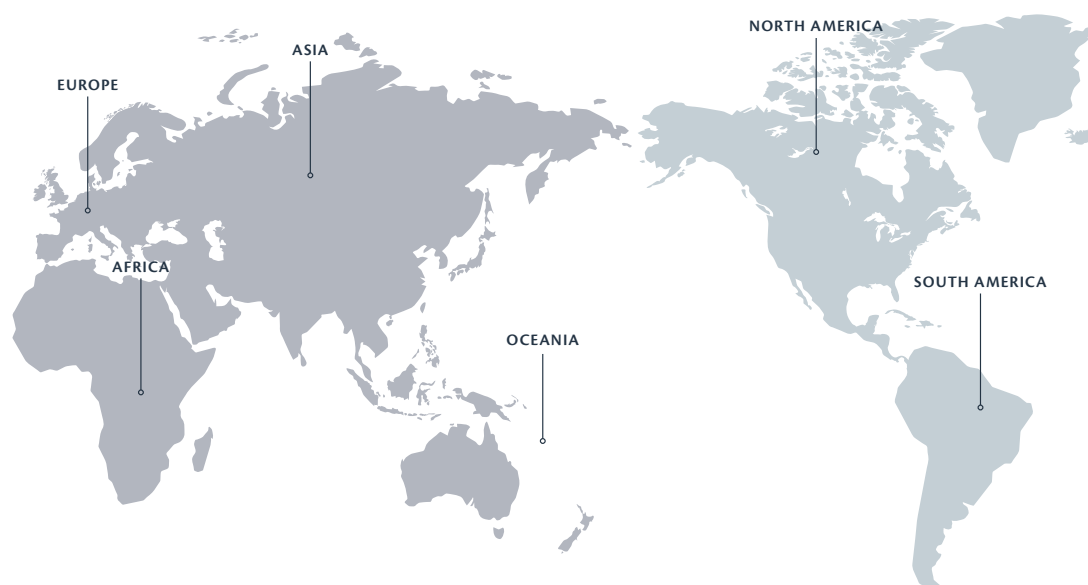 NORTH AMERICA
ASIA
EUROPE
AFRICA
SOUTH AMERICA
OCEANIA